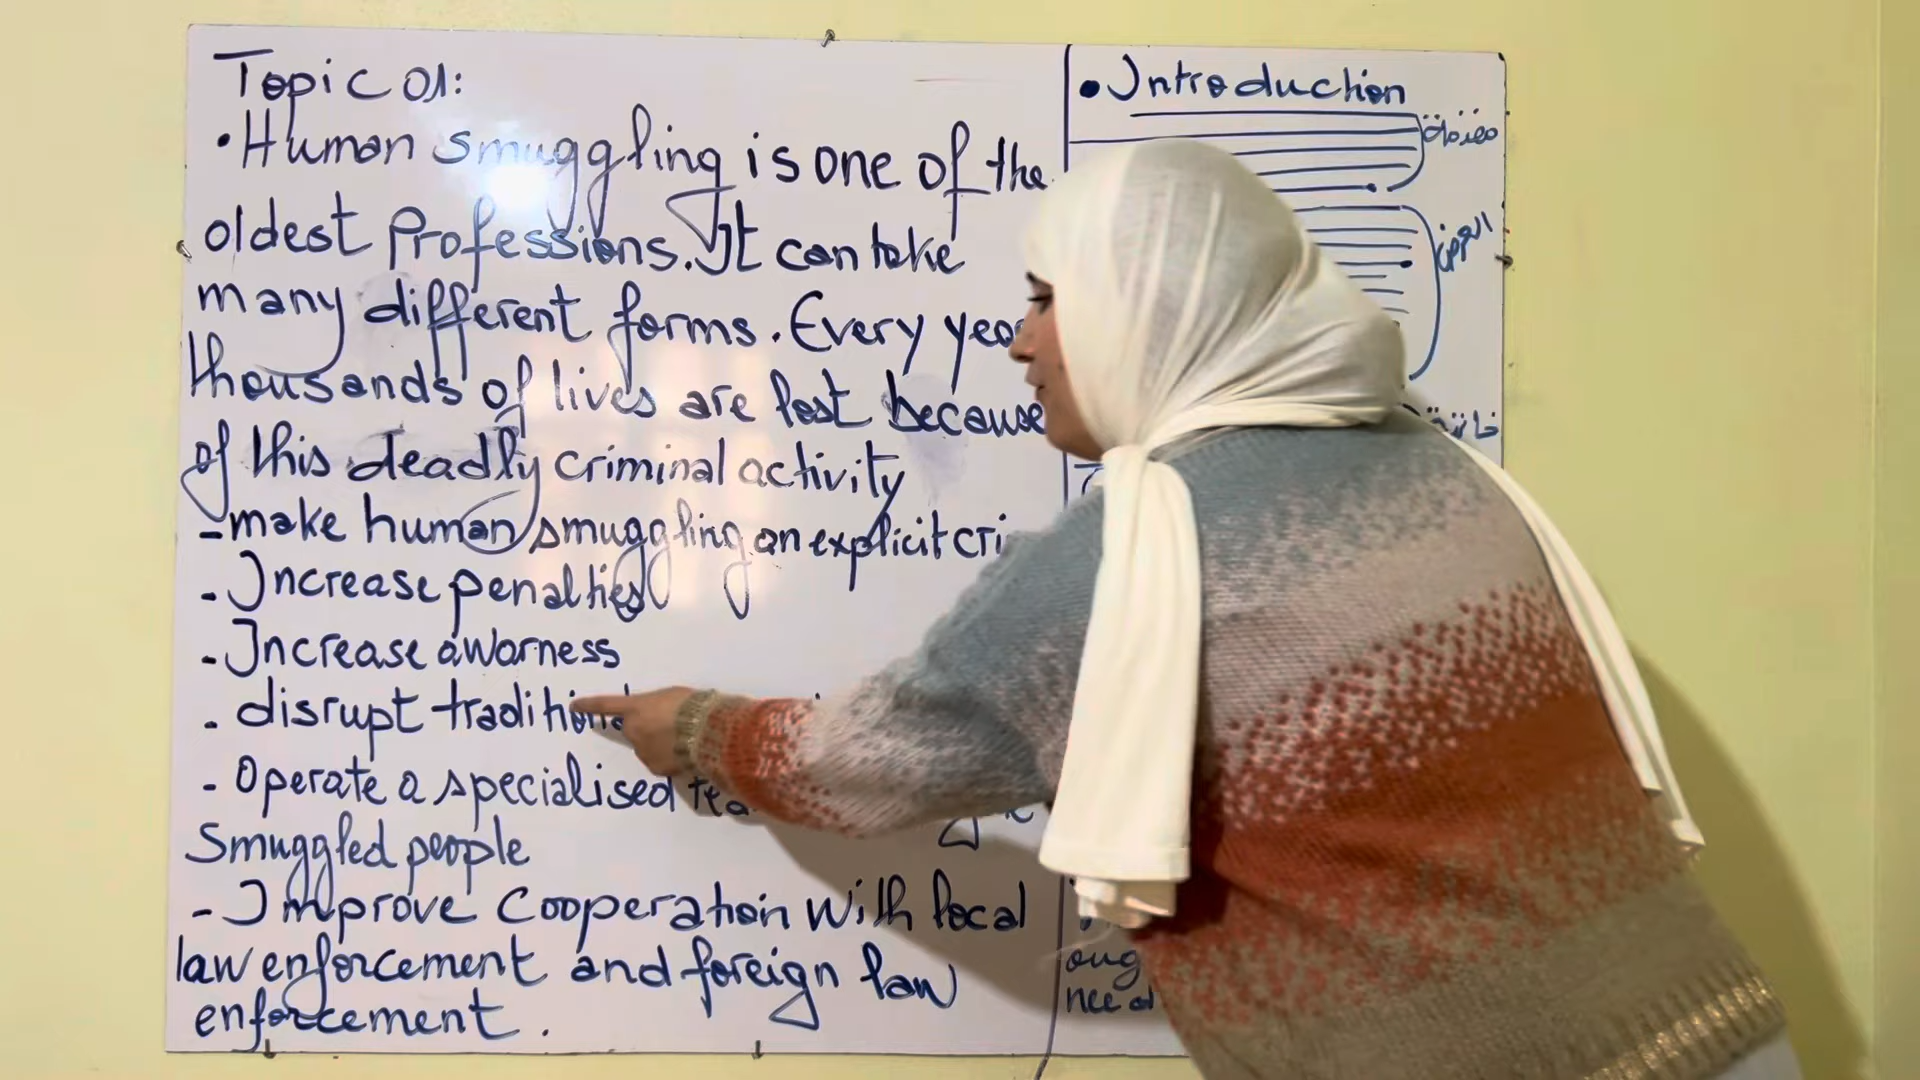 Topic 01:
• Human smuggling is one of the
oldest Professions. It can take
many different forms. Every
thousands of lives are lost because
of this deadly criminal activity
- make human smuggling an explicit
- Increase penalties
- Increase awarness
- disrupt
- Operate a specialised
Smuggled people
- Improve cooperation with local
law enforcement and foreign law
enforcement.
• Introduction
مقدمة
العرض